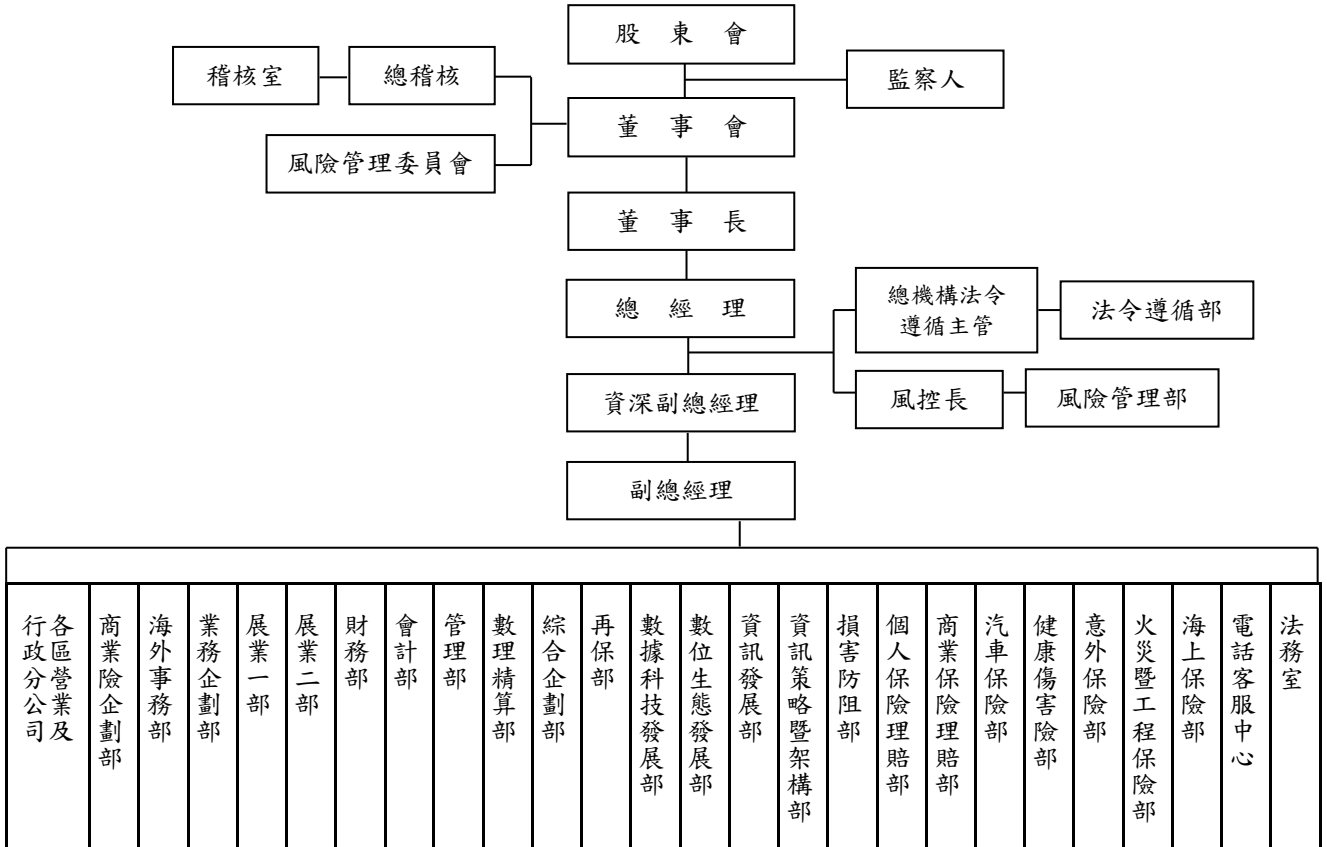 股東會
稽核室
總稽核
監察人
董事會
風險管理委員會
董事長
總經理
總機構法令
遵循主管
法令遵循部
資深副總經理
風控長
風險管理部
副總經理
各區營業及
行政分公司
商業險企劃部
海外事務部
業務企劃部
展業一部
展業二部
財務部
會計部
管理部
數理精算部
綜合企劃部
再保部
數據科技發展部
數位生態發展部
資訊發展部
資訊策略暨架構部
損害防阻部
個人保險理賠部
商業保險理賠部
汽車保險部
健康傷害險部
意外保險部
火災暨工程保險部
海上保險部
電話客服中心
法務室